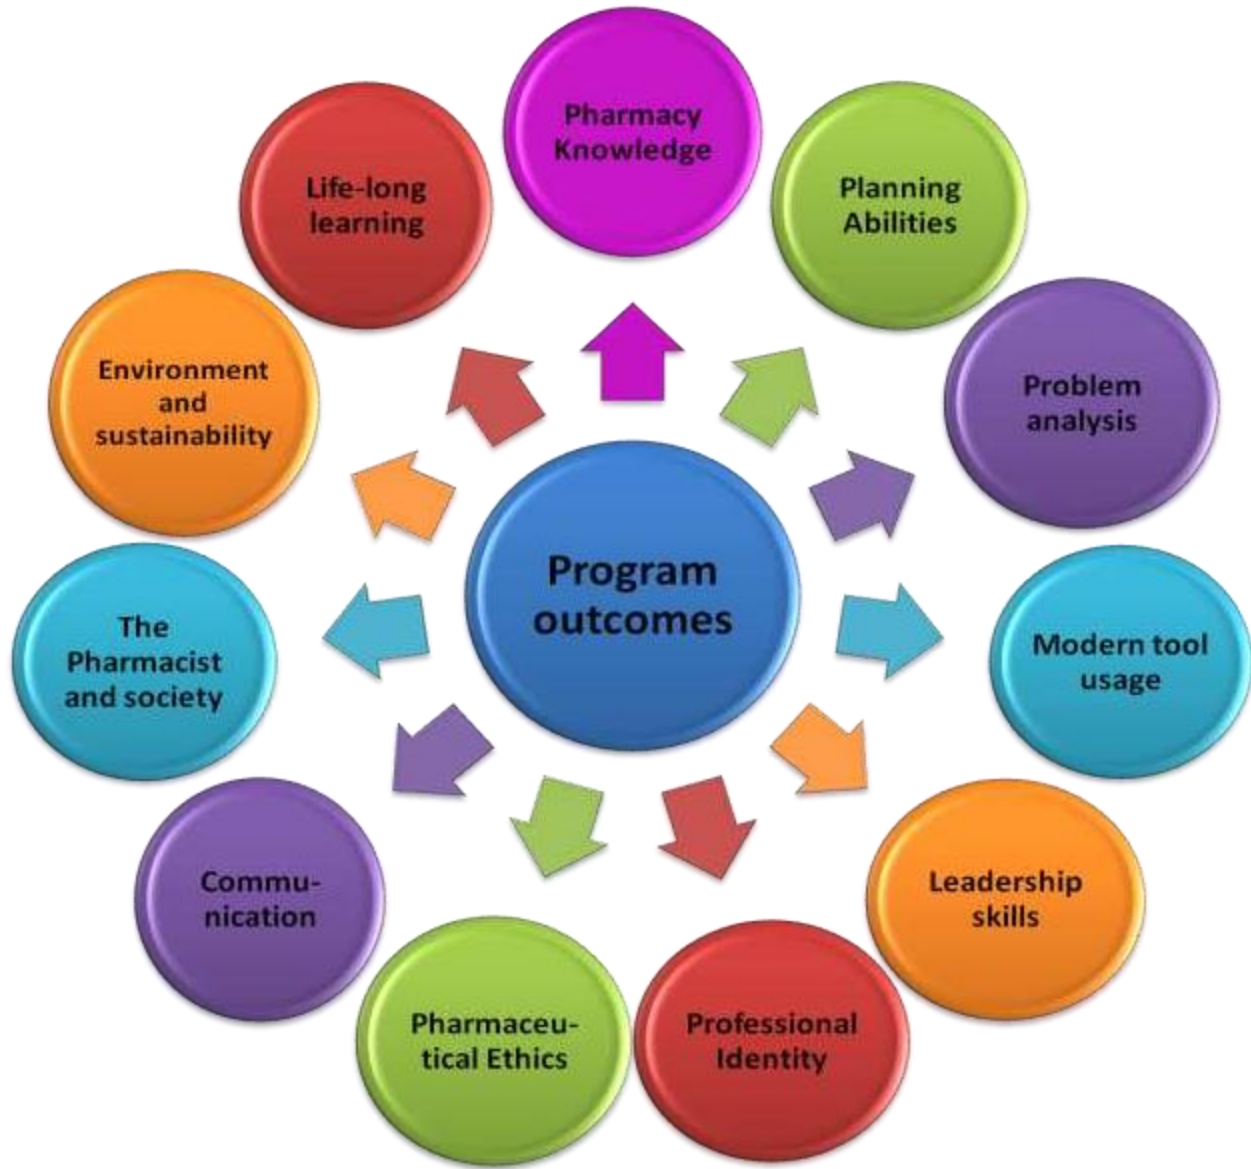 Pharmacy
Knowledge
Planning
Abilities
Problem
analysis
Modern tool
usage
Leadership
skills
Professional
Identity
Pharmaceu-
tical Ethics
Commu-
nication
The
Pharmacist
and society
Environment
and
sustainability
Life-long
learning
Program
outcomes